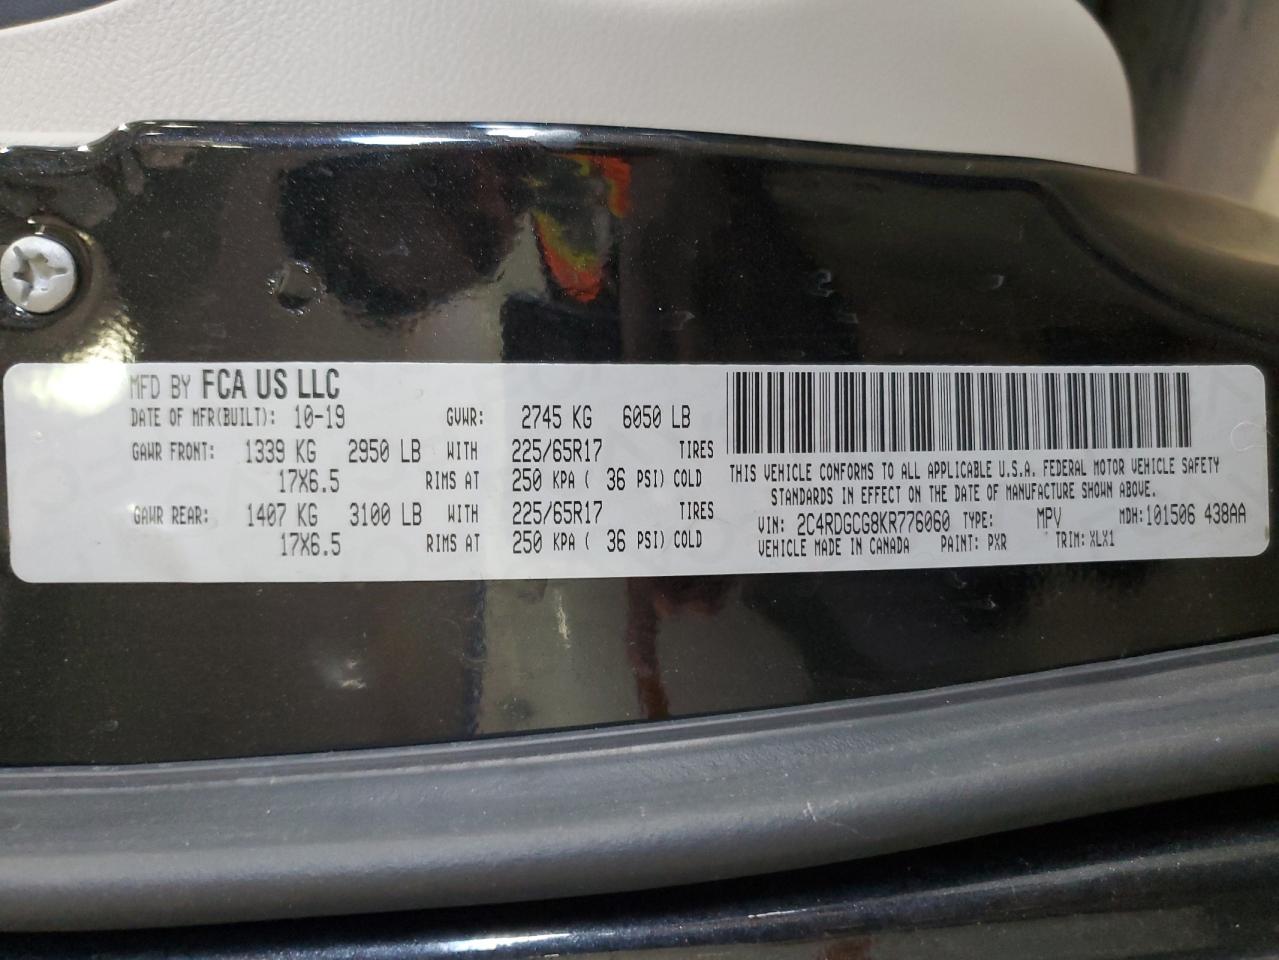 MFD BY FCA US LLC
DATE OF MFR(BUILT): 10-19 GVWR: 2745 KG 6050 LB
GAWR FRONT: 1339 KG 2950 LB WITH 225/65R17 TIRES
17X6.5 RIMS AT 250 KPA ( 36 PSI) COLD
GAWR REAR: 1407 KG 3100 LB WITH 225/65R17 TIRES
17X6.5 RIMS AT 250 KPA ( 36 PSI) COLD
THIS VEHICLE CONFORMS TO ALL APPLICABLE U.S.A. FEDERAL MOTOR VEHICLE SAFETY
STANDARDS IN EFFECT ON THE DATE OF MANUFACTURE SHOWN ABOVE.
VIN: 2C4RDGCG8KR776060 TYPE: MPV MDH: 101506 438AA
VEHICLE MADE IN CANADA PAINT: PXR TRIM: XLX1